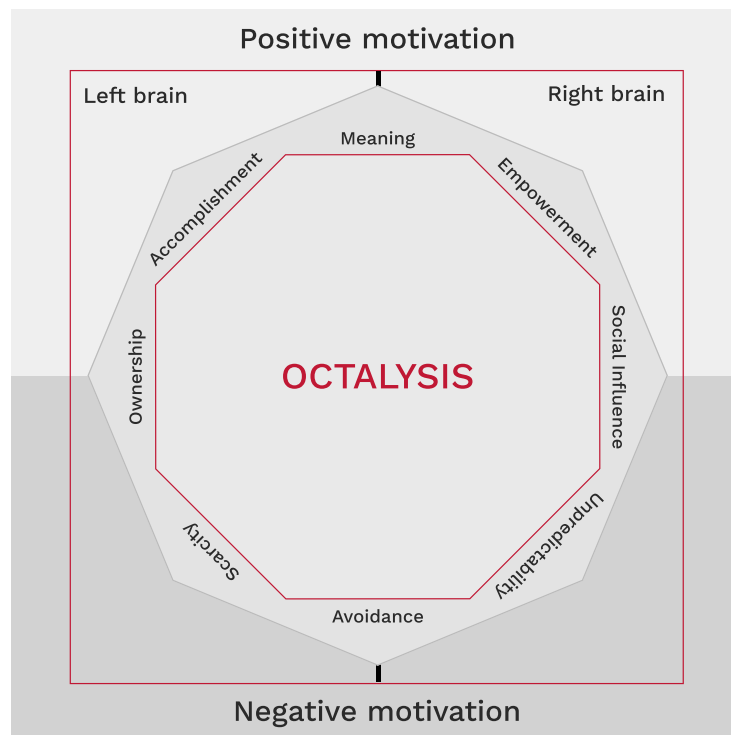 Positive motivation
Left brain
Right brain
Meaning
Accomplishment
Empowerment
Ownership
Social Influence
OCTALYSIS
Scarcity
Unpredictability
Avoidance
Negative motivation